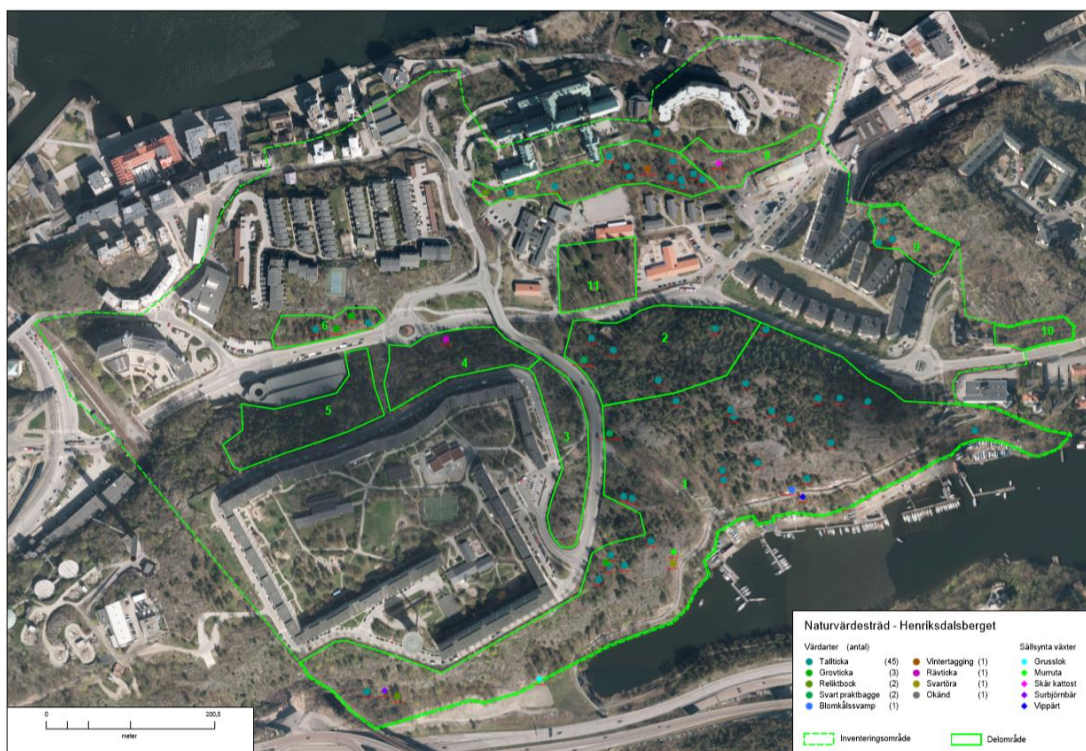 7
8
9
11
10
6
2
4
5
3
1
0 200,0
meter
Naturvärdesträd - Henriksdalsberget
Värdarter (antal) Sällsynta växter
Tallticka (45) Vintertagging (1) Grusslok
Grovticka (3) Rävticka (1) Murruta
Reliktbock (2) Svartöra (1) Skär kattost
Svart praktbagge (2) Okänd (1) Surbjörnbär
Blomkålssvamp (1) Vippärt
Inventeringsområde Delområde